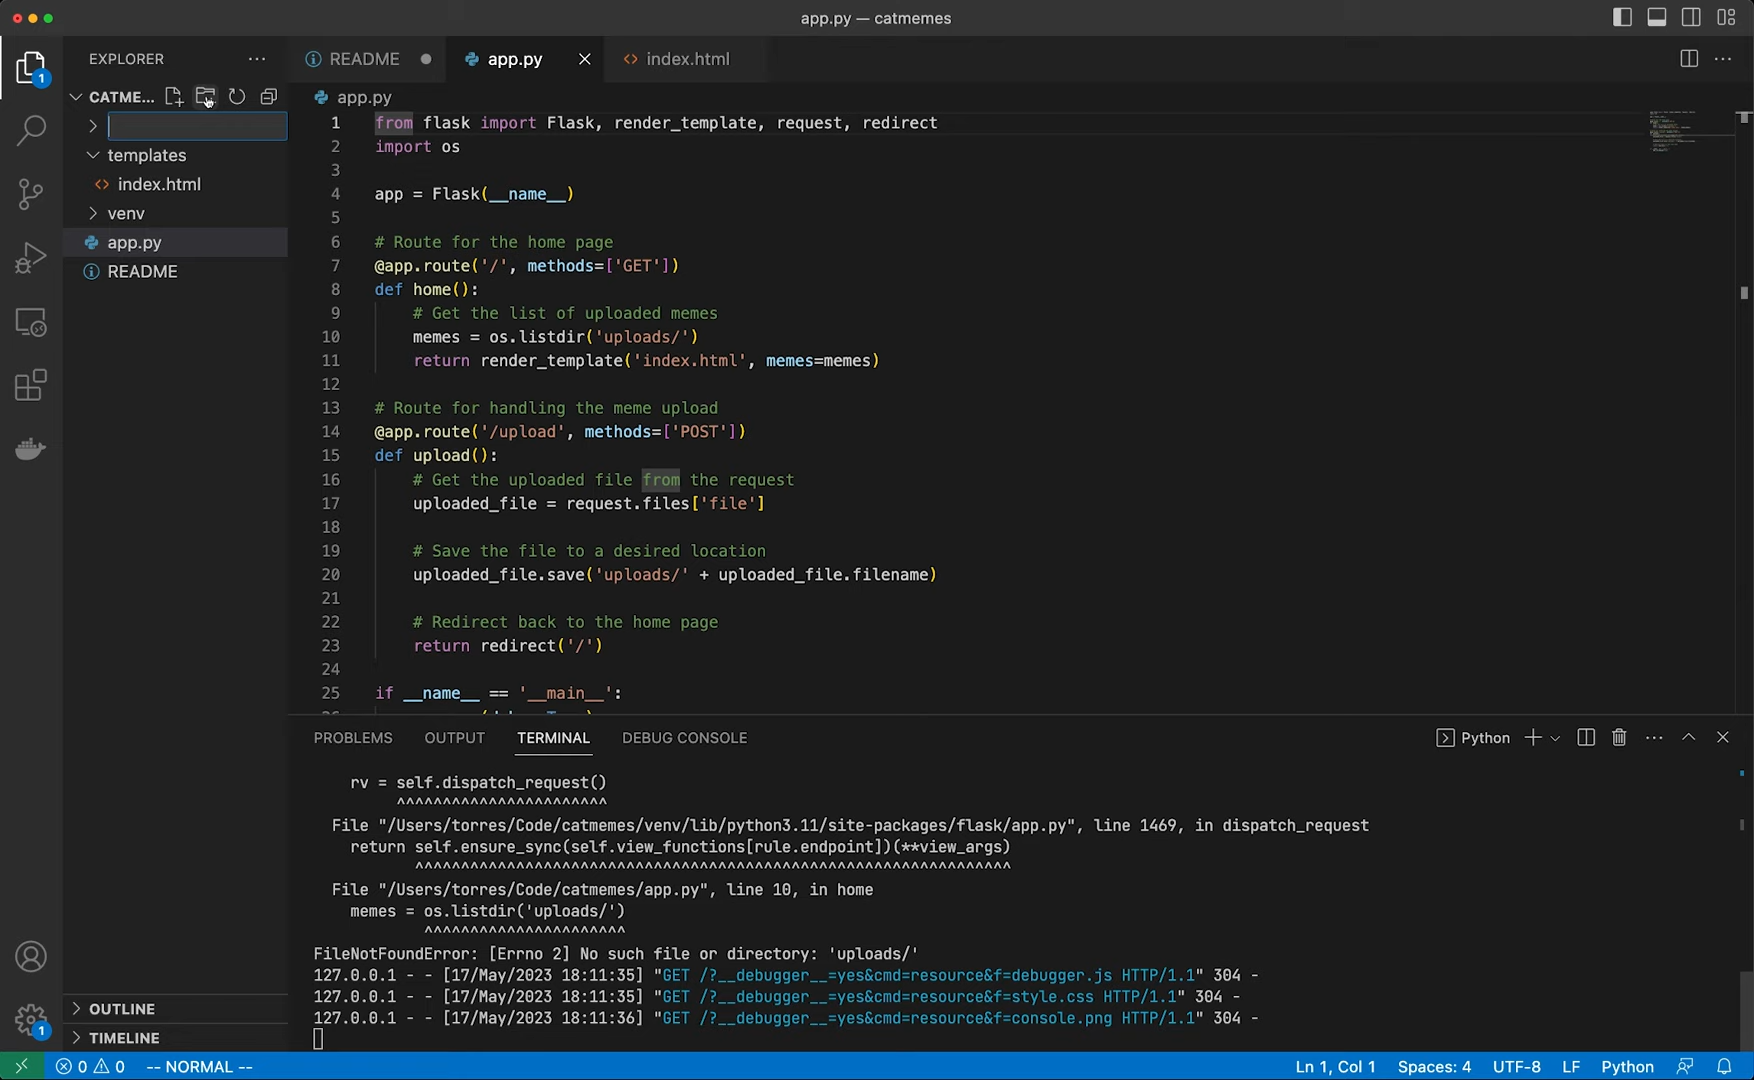 app.py — catmemes
EXPLORER
README
app.py
index.html
CATME...
templates
index.html
venv
app.py
README
OUTLINE
TIMELINE
1
1
app.py
1 from flask import Flask, render_template, request, redirect
2 import os
3
4 app = Flask(__name__)
5
6 # Route for the home page
7 @app.route('/', methods=['GET'])
8 def home():
9 # Get the list of uploaded memes
10 memes = os.listdir('uploads/')
11 return render_template('index.html', memes=memes)
12
13 # Route for handling the meme upload
14 @app.route('/upload', methods=['POST'])
15 def upload():
16 # Get the uploaded file from the request
17 uploaded_file = request.files['file']
18
19 # Save the file to a desired location
20 uploaded_file.save('uploads/' + uploaded_file.filename)
21
22 # Redirect back to the home page
23 return redirect('/')
24
25 if __name__ == '__main__':
PROBLEMS OUTPUT TERMINAL DEBUG CONSOLE
Python
rv = self.dispatch_request()
^^^^^^^^^^^^^^^^^^^^^^^
File "/Users/torres/Code/catmemes/venv/lib/python3.11/site-packages/flask/app.py", line 1469, in dispatch_request
return self.ensure_sync(self.view_functions[rule.endpoint])(**view_args)
^^^^^^^^^^^^^^^^^^^^^^^^^^^^^^^^^^^^^^^^^^^^^^^^^^^^^^^^^^^^^^^^^
File "/Users/torres/Code/catmemes/app.py", line 10, in home
memes = os.listdir('uploads/')
^^^^^^^^^^^^^^^^^^^^^^
FileNotFoundError: [Errno 2] No such file or directory: 'uploads/'
127.0.0.1 - - [17/May/2023 18:11:35] "GET /?__debugger__=yes&cmd=resource&f=debugger.js HTTP/1.1" 304 -
127.0.0.1 - - [17/May/2023 18:11:35] "GET /?__debugger__=yes&cmd=resource&f=style.css HTTP/1.1" 304 -
127.0.0.1 - - [17/May/2023 18:11:36] "GET /?__debugger__=yes&cmd=resource&f=console.png HTTP/1.1" 304 -
0 0 -- NORMAL --
Ln 1, Col 1 Spaces: 4 UTF-8 LF Python